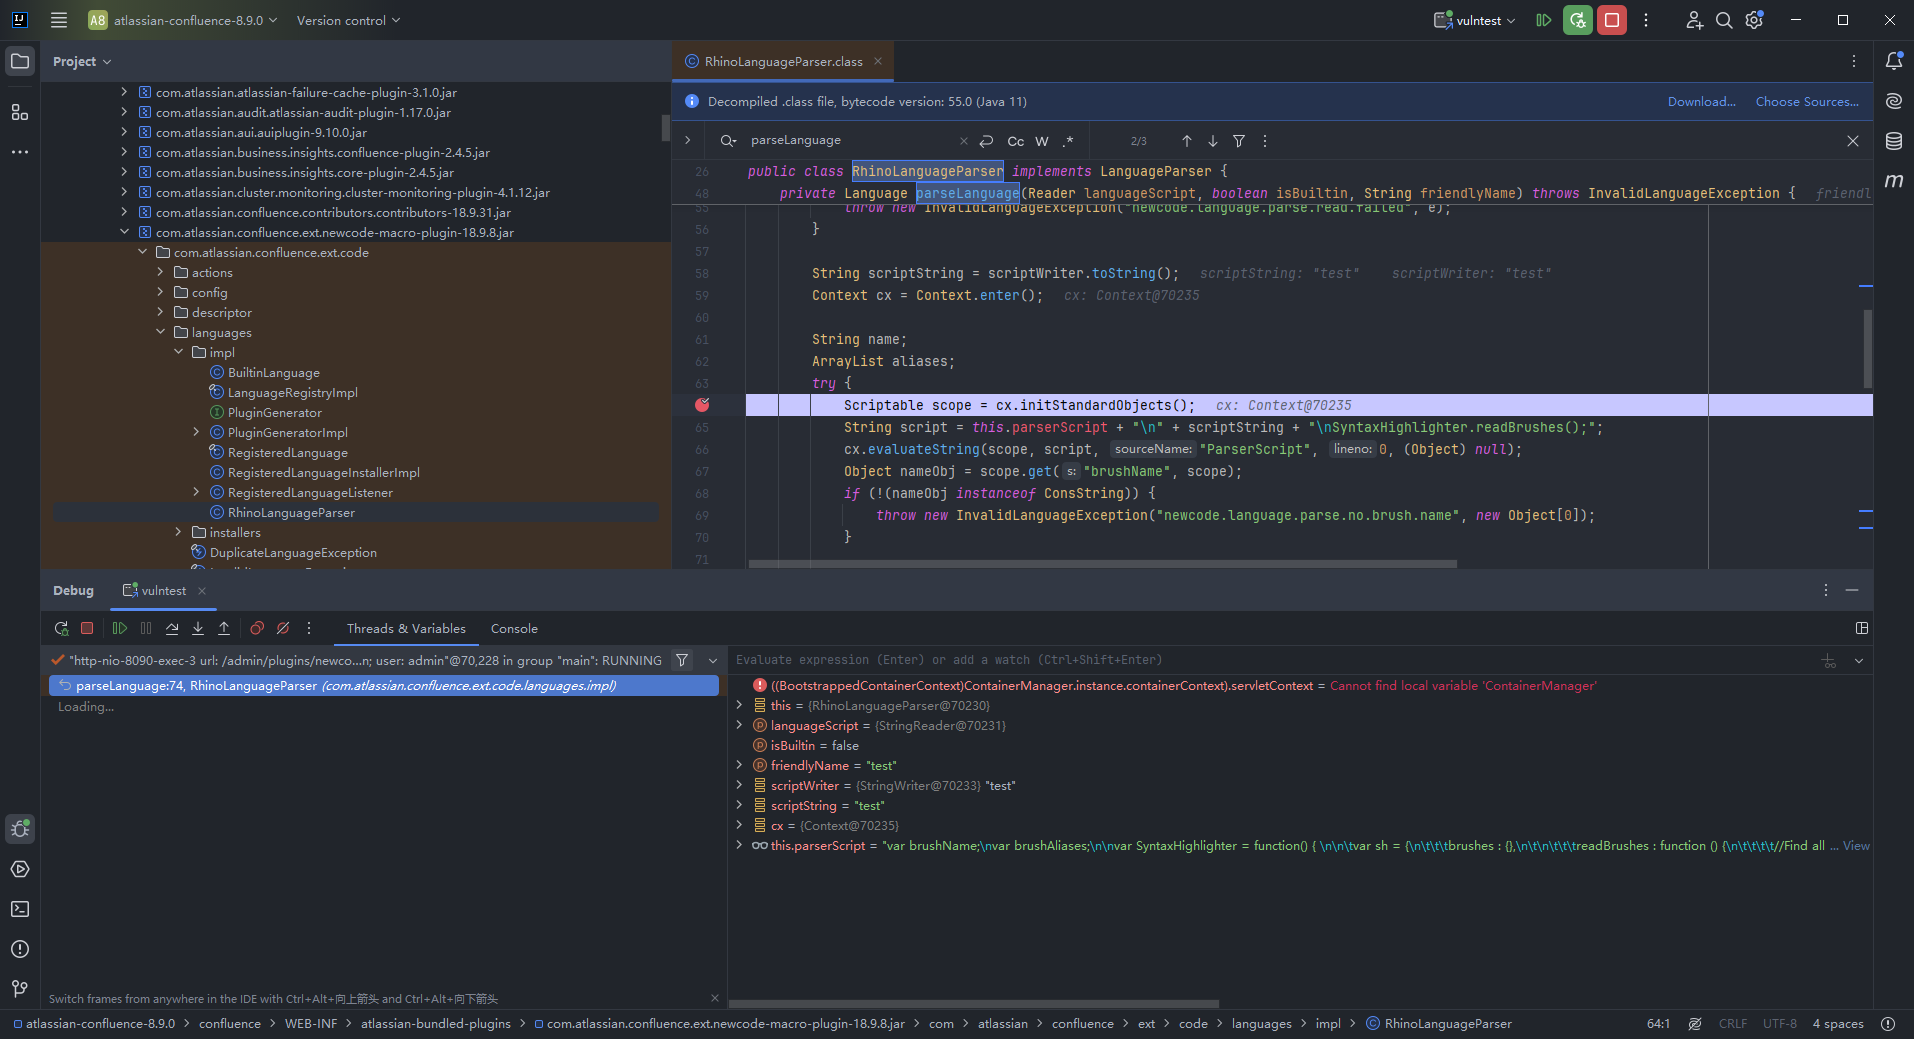 A8 atlassian-confluence-8.9.0 Version control vulntest
Project
com.atlassian.atlassian-failure-cache-plugin-3.1.0.jar
com.atlassian.audit.atlassian-audit-plugin-1.17.0.jar
com.atlassian.aui.auiplugin-9.10.0.jar
com.atlassian.business.insights.confluence-plugin-2.4.5.jar
com.atlassian.business.insights.core-plugin-2.4.5.jar
com.atlassian.cluster.monitoring.cluster-monitoring-plugin-4.1.12.jar
com.atlassian.confluence.contributors.contributors-18.9.31.jar
com.atlassian.confluence.ext.newcode-macro-plugin-18.9.8.jar
com.atlassian.confluence.ext.code
actions
config
descriptor
languages
impl
BuiltinLanguage
LanguageRegistryImpl
PluginGenerator
PluginGeneratorImpl
RegisteredLanguage
RegisteredLanguageInstallerImpl
RegisteredLanguageListener
RhinoLanguageParser
installers
DuplicateLanguageException
RhinoLanguageParser.class
Decompiled .class file, bytecode version: 55.0 (Java 11) Download... Choose Sources...
parseLanguage Cc W .* 2/3
26 public class RhinoLanguageParser implements LanguageParser {
48 private Language parseLanguage(Reader languageScript, boolean isBuiltin, String friendlyName) throws InvalidLanguageException { friendl
55 throw new InvalidLanguageException("newcode.language.parse.read.failed", e);
56 }
57
58 String scriptString = scriptWriter.toString(); scriptString: "test" scriptWriter: "test"
59 Context cx = Context.enter(); cx: Context@70235
60
61 String name;
62 ArrayList aliases;
63 try {
Scriptable scope = cx.initStandardObjects(); cx: Context@70235
65 String script = this.parserScript + "\n" + scriptString + "\nSyntaxHighlighter.readBrushes();";
66 cx.evaluateString(scope, script, sourceName: "ParserScript", lineno: 0, (Object) null);
67 Object nameObj = scope.get( s: "brushName", scope);
68 if (!(nameObj instanceof ConsString)) {
69 throw new InvalidLanguageException("newcode.language.parse.no.brush.name", new Object[0]);
70 }
71
Debug vulntest
Threads & Variables Console
"http-nio-8090-exec-3 url: /admin/plugins/newco...n; user: admin"@70,228 in group "main": RUNNING
parseLanguage:74, RhinoLanguageParser (com.atlassian.confluence.ext.code.languages.impl)
Loading...
Switch frames from anywhere in the IDE with Ctrl+Alt+向上箭头 and Ctrl+Alt+向下箭头
Evaluate expression (Enter) or add a watch (Ctrl+Shift+Enter)
((BootstrappedContainerContext)ContainerManager.instance.containerContext).servletContext = Cannot find local variable 'ContainerManager'
this = {RhinoLanguageParser@70230}
languageScript = {StringReader@70231}
isBuiltin = false
friendlyName = "test"
scriptWriter = {StringWriter@70233} "test"
scriptString = "test"
cx = {Context@70235}
this.parserScript = "var brushName;\nvar brushAliases;\n\nvar SyntaxHighlighter = function() { \n\n\tvar sh = {\n\t\t\tbrushes : {},\n\t\n\t\t\treadBrushes : function () {\n\t\t\t\t//Find all ... View
atlassian-confluence-8.9.0 > confluence > WEB-INF > atlassian-bundled-plugins > com.atlassian.confluence.ext.newcode-macro-plugin-18.9.8.jar > com > atlassian > confluence > ext > code > languages > impl > RhinoLanguageParser 64:1 CRLF UTF-8 4 spaces